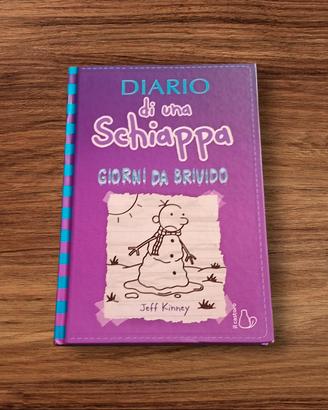 DIARIO
di una
Schiappa
GIORNI DA BRIVIDO
Jeff Kinney
il castoro